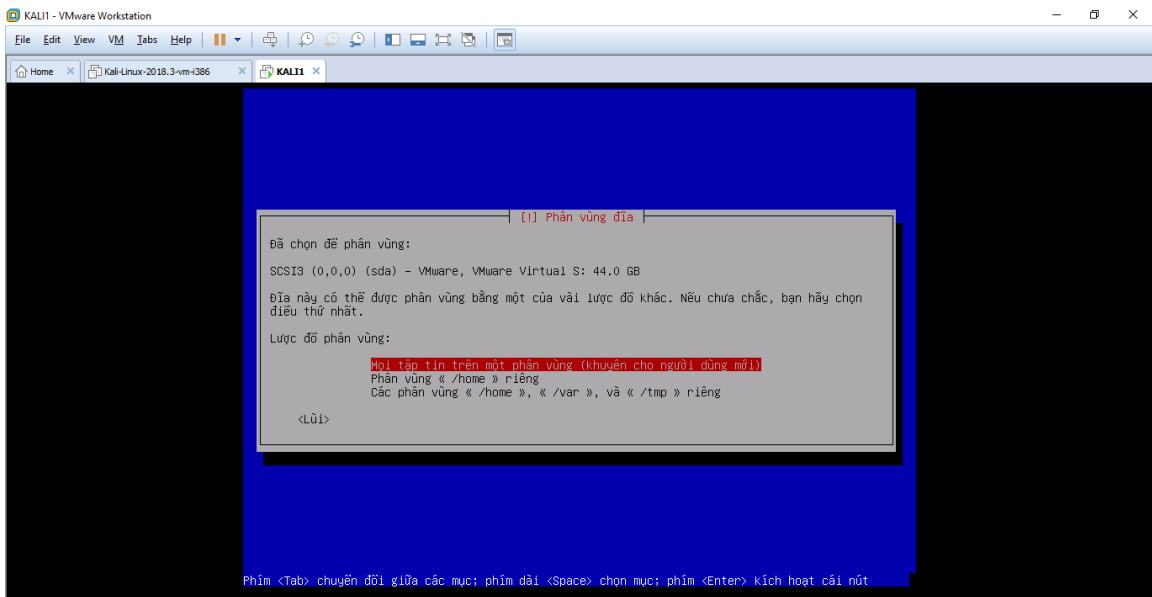 KALI1 - VMware Workstation
File Edit View VM Tabs Help
Home Kali-Linux-2018.3-vm-i386 KALI1
[!] Phân vùng đĩa
Đã chọn để phân vùng:
SCSI3 (0,0,0) (sda) - VMware, VMware Virtual S: 44.0 GB
Đĩa này có thể được phân vùng bằng một của vài lược đồ khác. Nếu chưa chắc, bạn hãy chọn
điều thứ nhất.
Lược đồ phân vùng:
Mọi tập tin trên một phân vùng (khuyên cho người dùng mới)
Phân vùng « /home » riêng
Các phân vùng « /home », « /var », và « /tmp » riêng
<Lùi>
Phím <Tab> chuyển đổi giữa các mục; phím dài <Space> chọn mục; phím <Enter> kích hoạt cái nút